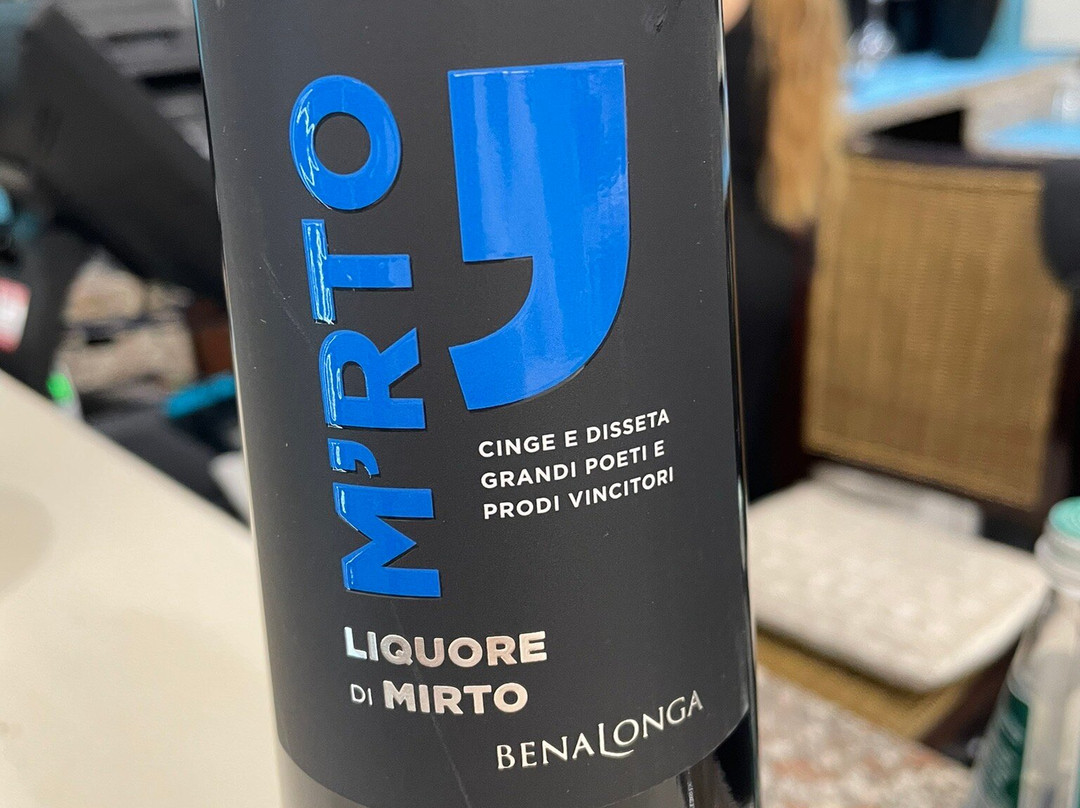 M'RTO
CINGE E DISSETA
GRANDI POETI E
PRODI VINCITORI
LIQUORE
DI MIRTO
BENALONGA